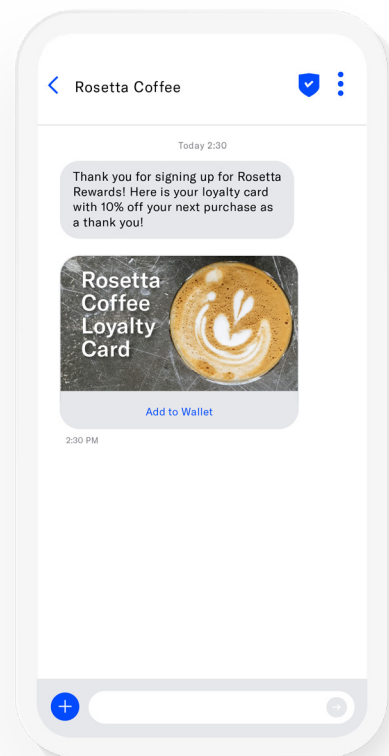 Rosetta Coffee
Today 2:30
Thank you for signing up for Rosetta
Rewards! Here is your loyalty card
with 10% off your next purchase as
a thank you!
Rosetta
Coffee
Loyalty
Card
Add to Wallet
2:30 PM